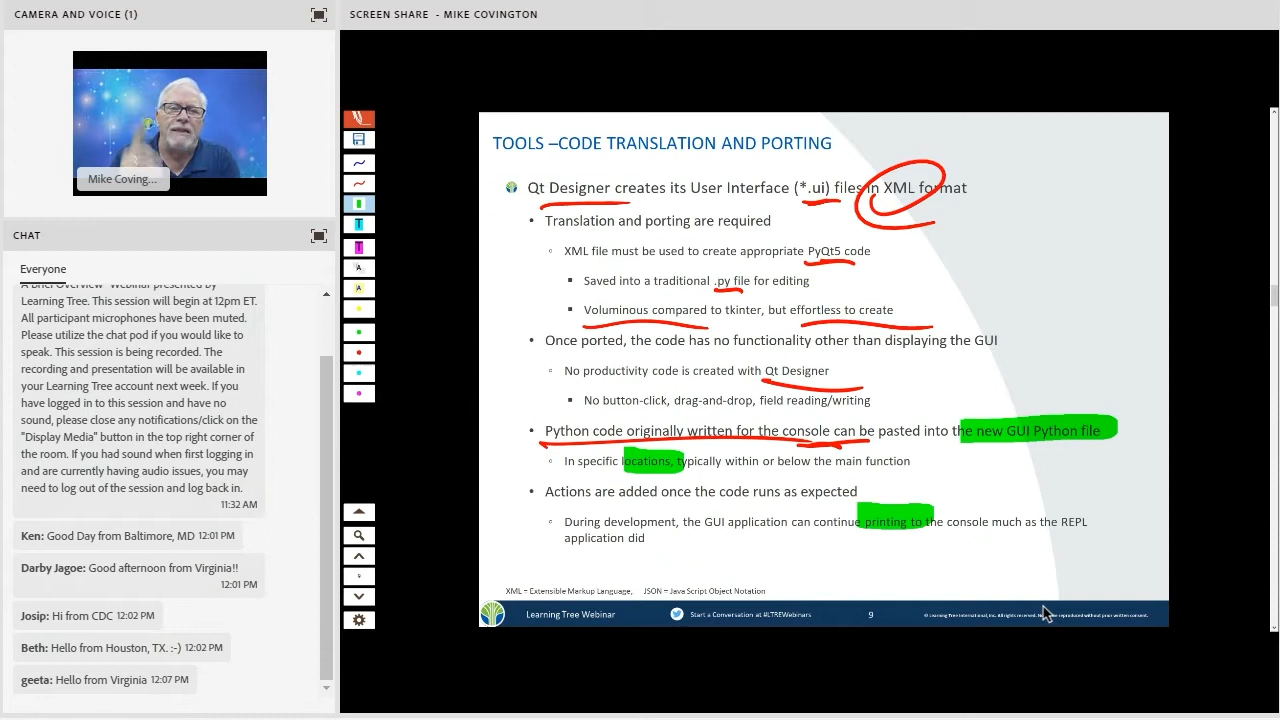 CAMERA AND VOICE (1)
Mike Coving...
CHAT
Everyone
Learning Tree. This session will begin at 12pm ET.
All participant microphones have been muted.
Please utilize the chat pod if you would like to
speak. This session is being recorded. The
recording and presentation will be available in
your Learning Tree account next week. If you
have logged in to this room and have no
sound, please close any notifications/click on the
"Display Media" button in the top right corner of
the room. If you joined when first logging in
and are currently having audio issues, you may
need to log out of the session and log back in.
11:32 AM
Ken: Good Day from Baltimore, MD 12:01 PM
Darby Jagoe: Good afternoon from Virginia!!
12:01 PM
Josip: Hi from LDC 12:02 PM
Beth: Hello from Houston, TX. :-) 12:02 PM
geeta: Hello from Virginia 12:07 PM
SCREEN SHARE - MIKE COVINGTON
TOOLS –CODE TRANSLATION AND PORTING
Qt Designer creates its User Interface (*.ui) files in XML format
• Translation and porting are required
◦ XML file must be used to create appropriate PyQt5 code
▪ Saved into a traditional .py file for editing
▪ Voluminous compared to tkinter, but effortless to create
• Once ported, the code has no functionality other than displaying the GUI
◦ No productivity code is created with Qt Designer
▪ No button-click, drag-and-drop, field reading/writing
• Python code originally written for the console can be pasted into the new GUI Python file
◦ In specific locations, typically within or below the main function
• Actions are added once the code runs as expected
◦ During development, the GUI application can continue printing to the console much as the REPL
application did
XML = Extensible Markup Language, JSON = Java Script Object Notation
Learning Tree Webinar
Start a Conversation at #LTREWebinars
9
© Learning Tree International, Inc. All rights reserved. reproduced without prior written consent.